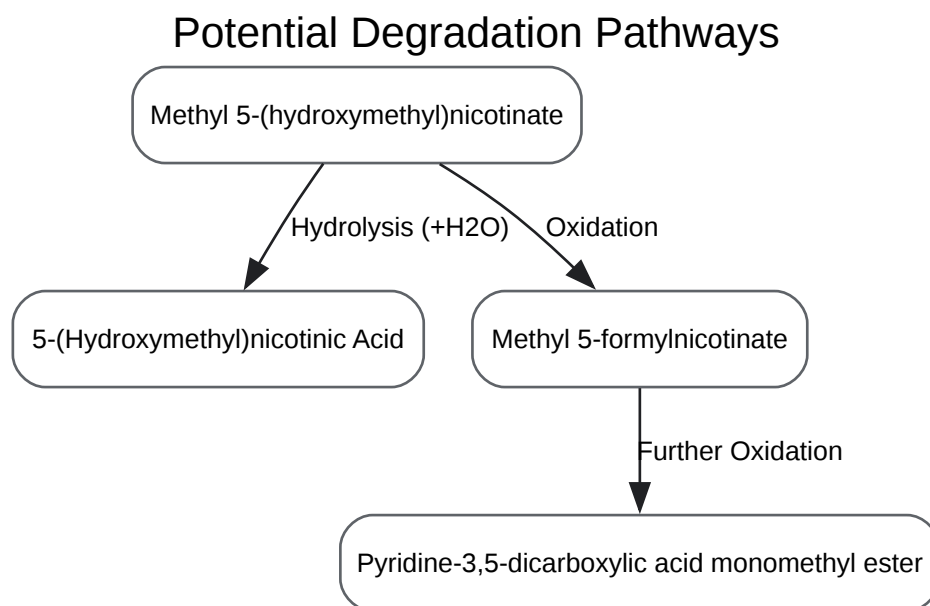 Potential Degradation Pathways
Methyl 5-(hydroxymethyl)nicotinate
Hydrolysis (+H2O)
Oxidation
5-(Hydroxymethyl)nicotinic Acid
Methyl 5-formylnicotinate
Further Oxidation
Pyridine-3,5-dicarboxylic acid monomethyl ester